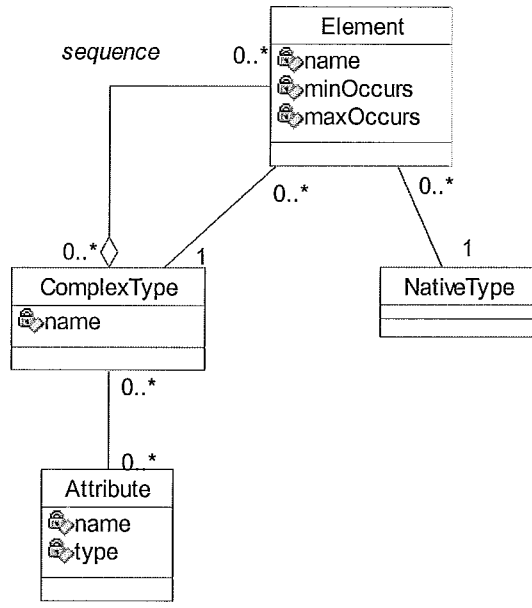 Element
sequence
0..*
name
minOccurs
maxOccurs
0..*
0..*
0..*
1
1
ComplexType
NativeType
name
0..*
0..*
Attribute
name
type